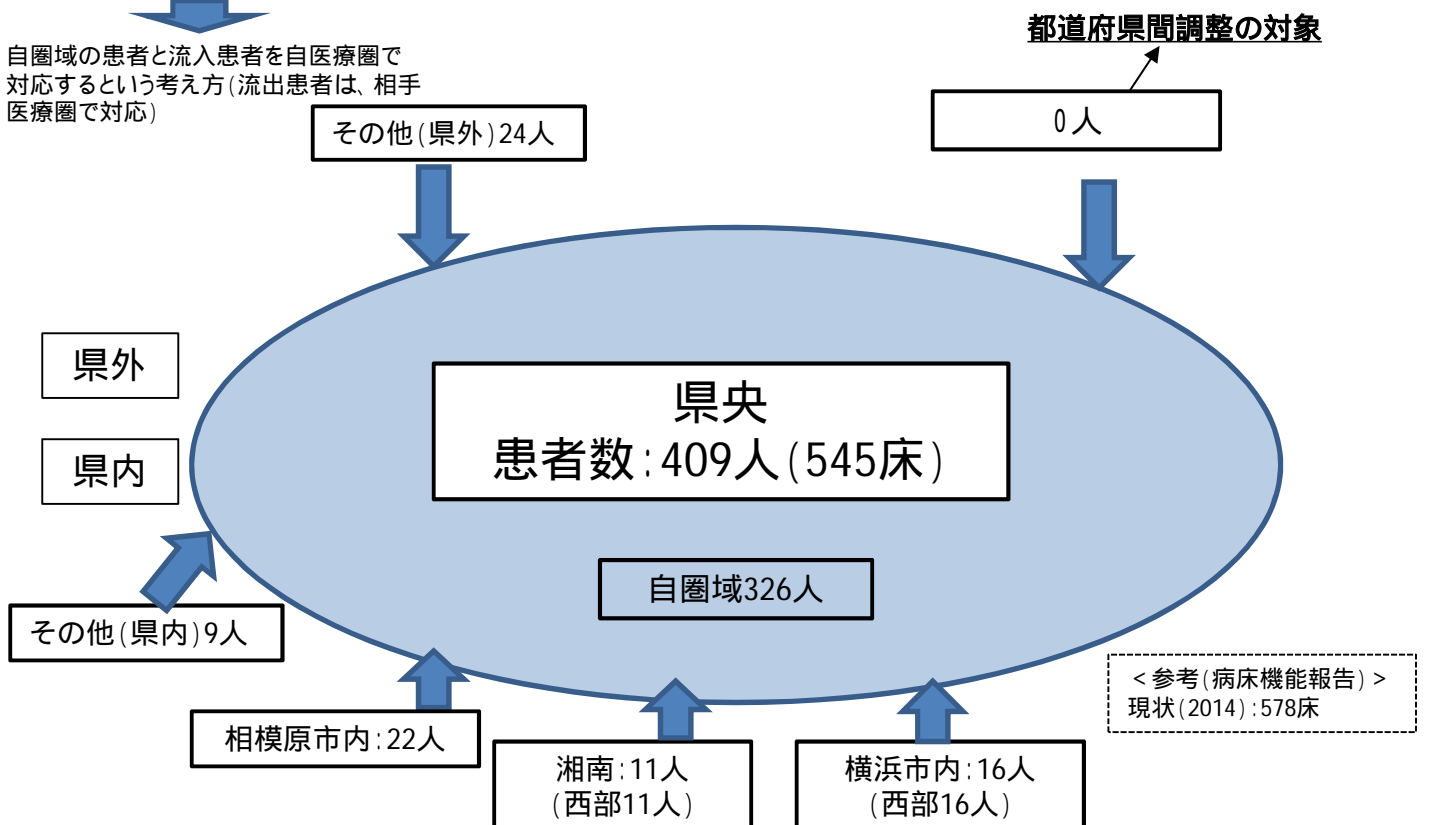 都道府県間調整の対象
自圏域の患者と流入患者を自医療圏で
対応するという考え方(流出患者は、相手
医療圏で対応)
その他(県外)24人
0人
県外
県内
県央
患者数:409人(545床)
自圏域326人
その他(県内)9人
相模原市内:22人
湘南:11人
(西部11人)
横浜市内:16人
(西部16人)
<参考(病床機能報告)>
現状(2014):578床